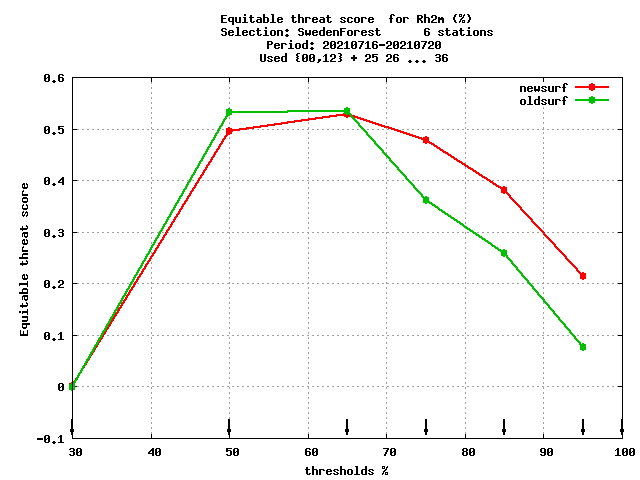 Equitable threat score  for Rh2m (%)
Selection: SwedenForest      6 stations
Period: 20210716-20210720
Used {00,12} + 25 26 ... 36
newsurf
oldsurf
0.6
0.5
0.4
0.3
0.2
0.1
0
-0.1
Equitable threat score
30 40 50 60 70 80 90 100
thresholds %